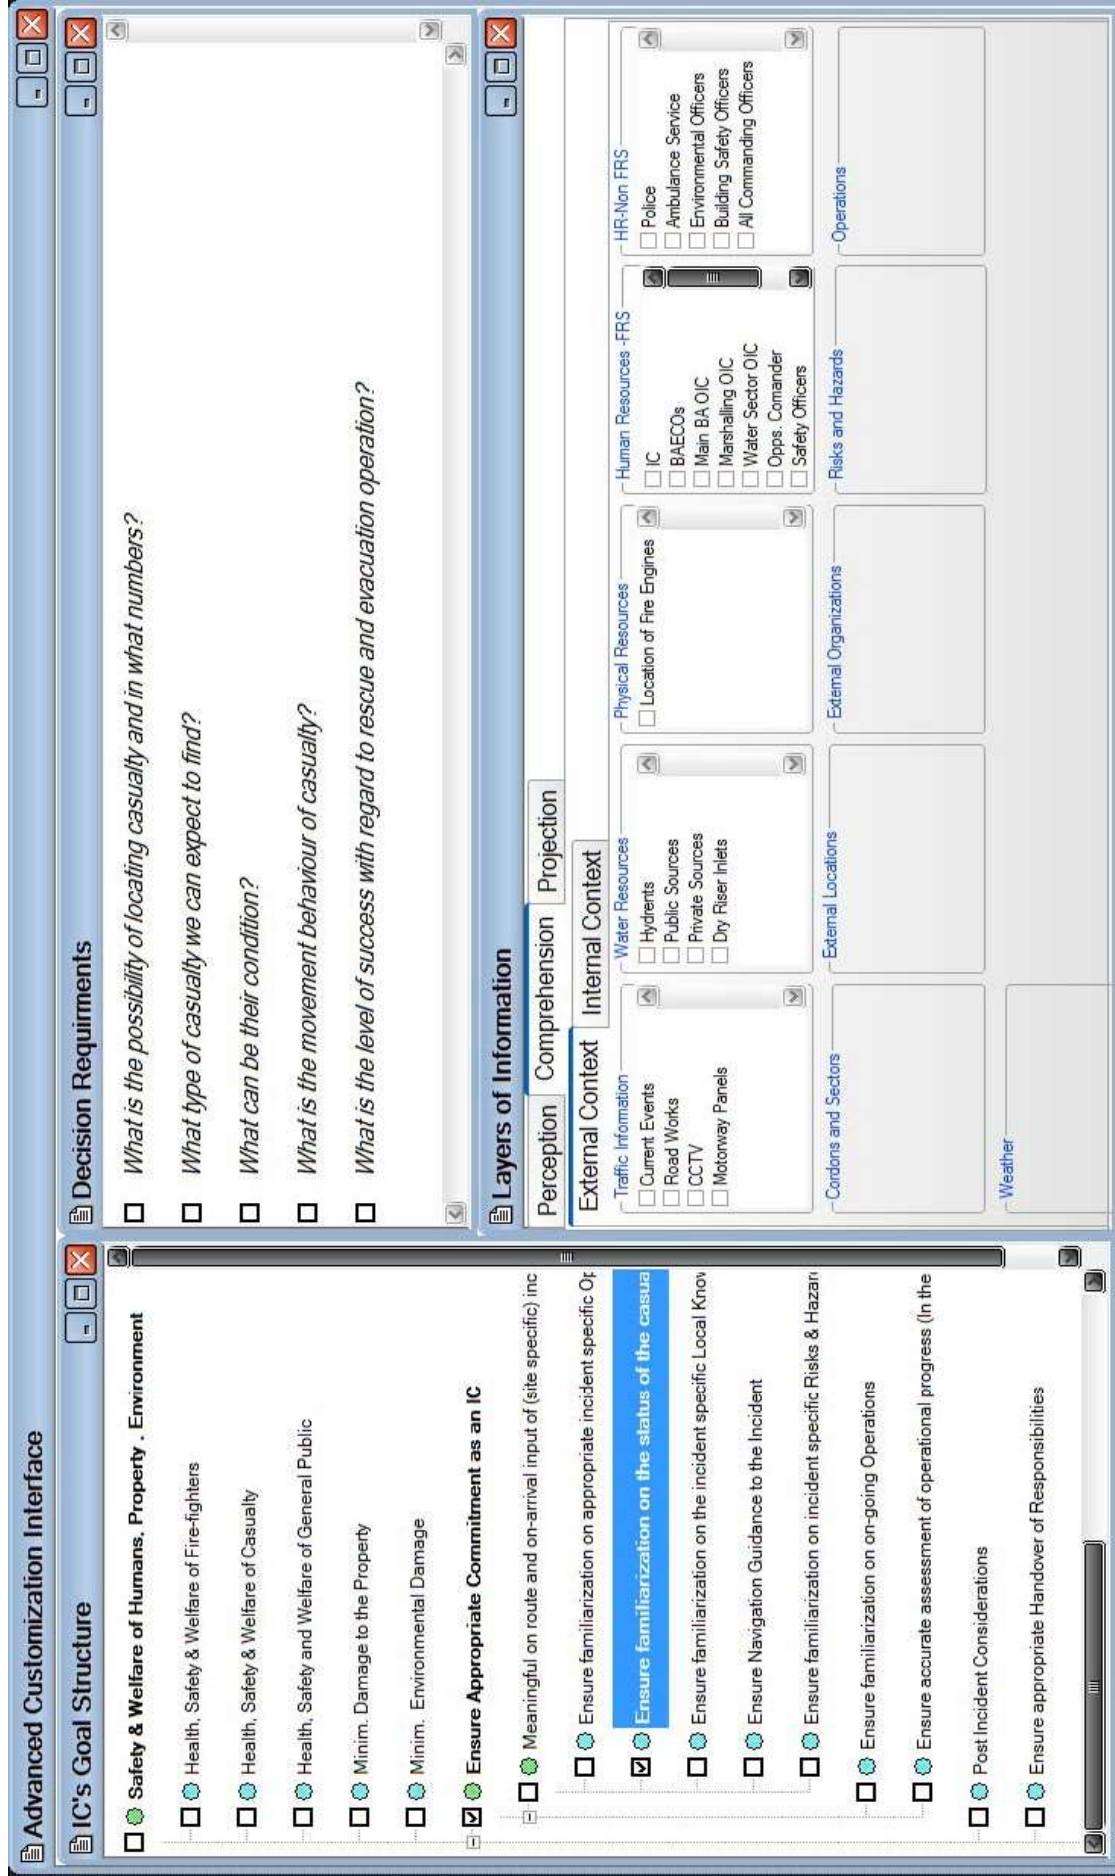 Advanced Customization Interface
IC's Goal Structure
Safety & Welfare of Humans, Property , Environment
Health, Safety & Welfare of Fire-fighters
Health, Safety & Welfare of Casualty
Health, Safety and Welfare of General Public
Minim. Damage to the Property
Minim. Environmental Damage
Ensure Appropriate Commitment as an IC
Meaningful on route and on-arrival input of (site specific) inc
Ensure familiarization on appropriate incident specific Op
Ensure familiarization on the status of the casua
Ensure familiarization on the incident specific Local Know
Ensure Navigation Guidance to the Incident
Ensure familiarization on incident specific Risks & Hazar
Ensure familiarization on on-going Operations
Ensure accurate assessment of operational progress (In the
Post Incident Considerations
Ensure appropriate Handover of Responsibilities
Decision Requirments
What is the possibility of locating casualty and in what numbers?
What type of casualty we can expect to find?
What can be their condition?
What is the movement behaviour of casualty?
What is the level of success with regard to rescue and evacuation operation?
Layers of Information
Perception Comprehension Projection
External Context Internal Context
Traffic Information
Current Events
Road Works
CCTV
Motorway Panels
Water Resources
Hydrents
Public Sources
Private Sources
Dry Riser Inlets
Physical Resources
Location of Fire Engines
Human Resources -FRS
IC
BAECOs
Main BA OIC
Marshalling OIC
Water Sector OIC
Opps. Comander
Safety Officers
HR-Non FRS
Police
Ambulance Service
Environmental Officers
Building Safety Officers
All Commanding Officers
Cordons and Sectors
External Locations
External Organizations
Risks and Hazards
Operations
Weather